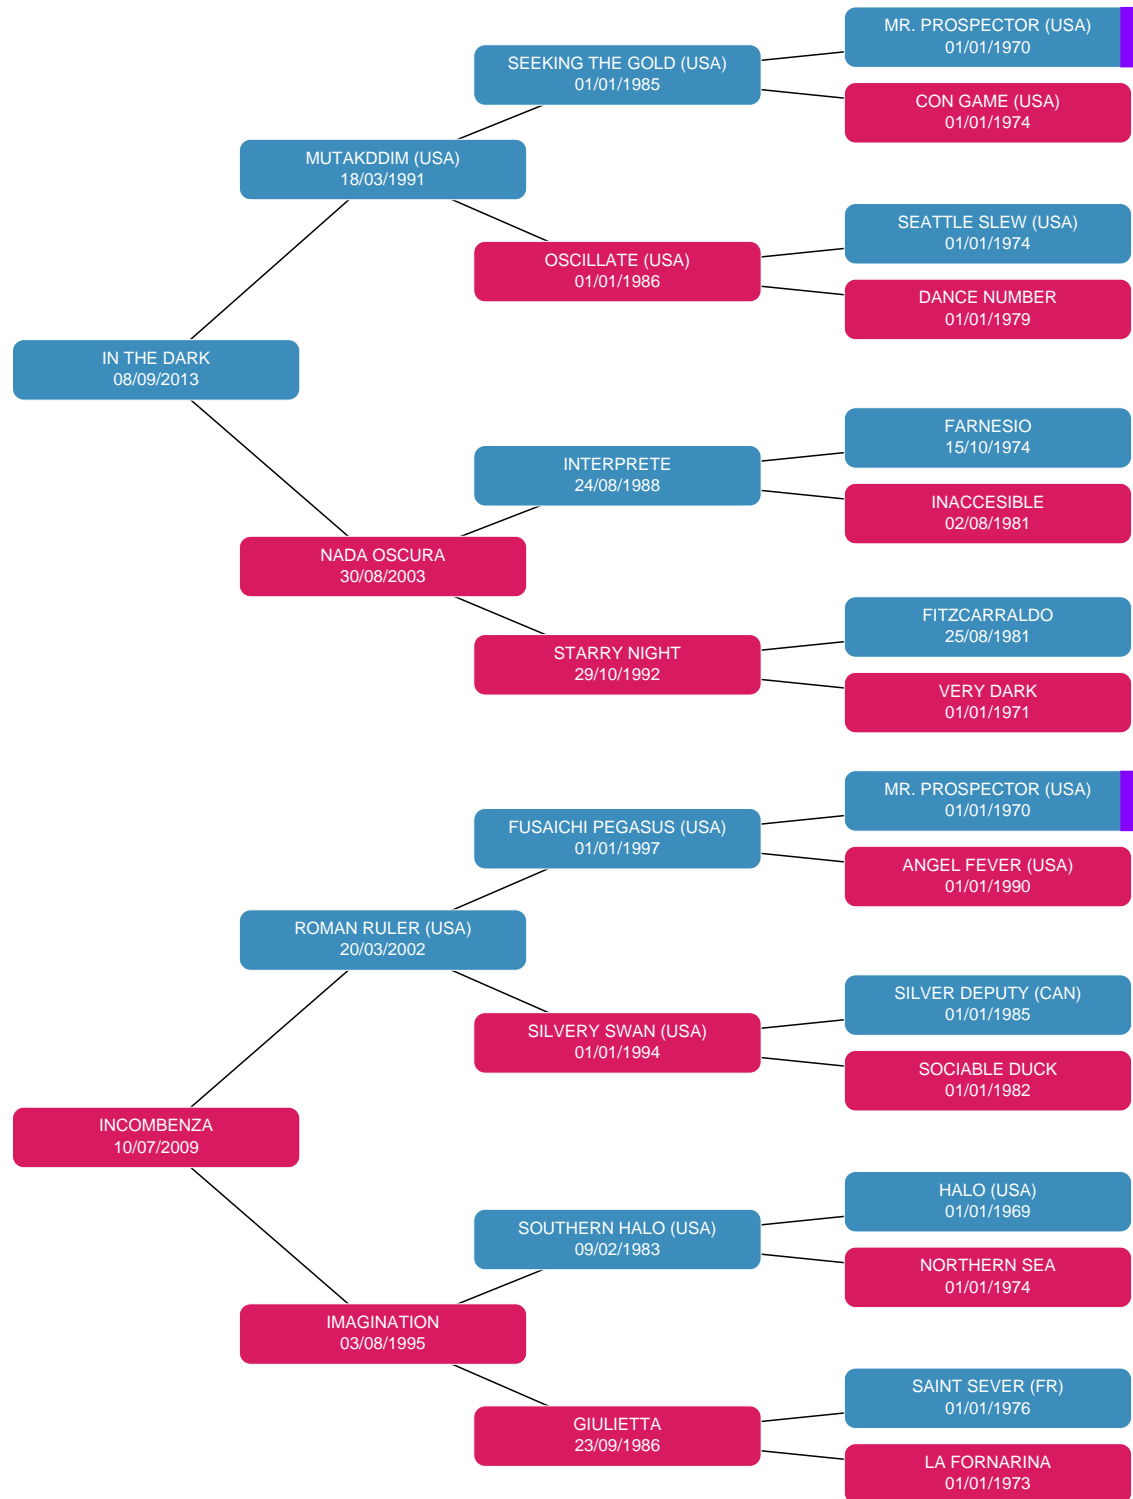 MR. PROSPECTOR (USA)
01/01/1970
SEEKING THE GOLD (USA)
01/01/1985
CON GAME (USA)
01/01/1974
MUTAKDDIM (USA)
18/03/1991
SEATTLE SLEW (USA)
01/01/1974
OSCILLATE (USA)
01/01/1986
DANCE NUMBER
01/01/1979
IN THE DARK
08/09/2013
FARNESIO
15/10/1974
INTERPRETE
24/08/1988
INACCESIBLE
02/08/1981
NADA OSCURA
30/08/2003
FITZCARRALDO
25/08/1981
STARRY NIGHT
29/10/1992
VERY DARK
01/01/1971
MR. PROSPECTOR (USA)
01/01/1970
FUSAICHI PEGASUS (USA)
01/01/1997
ANGEL FEVER (USA)
01/01/1990
ROMAN RULER (USA)
20/03/2002
SILVER DEPUTY (CAN)
01/01/1985
SILVERY SWAN (USA)
01/01/1994
SOCIABLE DUCK
01/01/1982
INCOMBENZA
10/07/2009
HALO (USA)
01/01/1969
SOUTHERN HALO (USA)
09/02/1983
NORTHERN SEA
01/01/1974
IMAGINATION
03/08/1995
SAINT SEVER (FR)
01/01/1976
GIULIETTA
23/09/1986
LA FORNARINA
01/01/1973